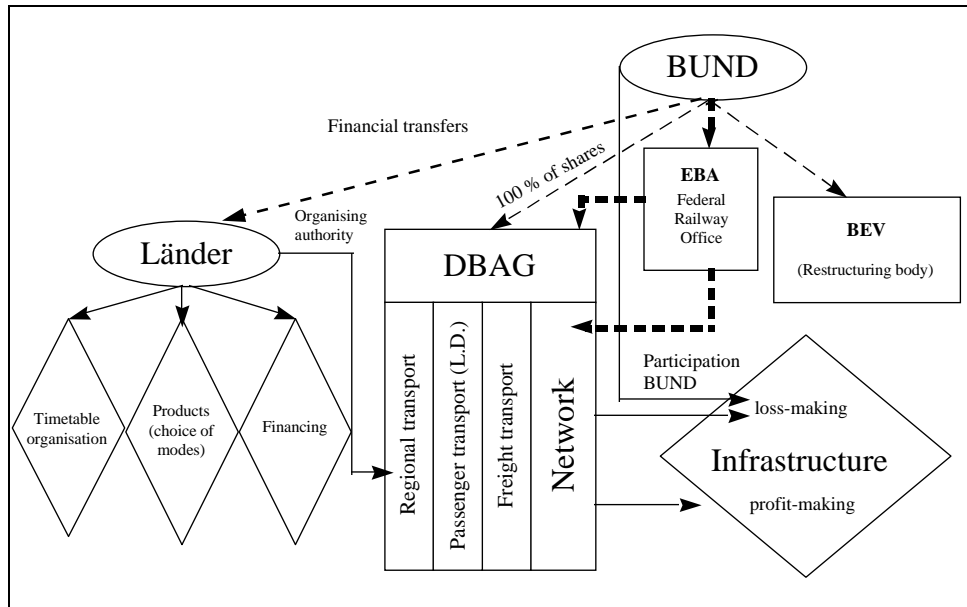 BUND
Financial transfers
100 % of shares
EBA
Federal
Railway
Office
BEV
(Restructuring body)
Organising
authority
Länder
DBAG
Regional transport
Passenger transport (L.D.)
Freight transport
Network
Participation
BUND
Timetable
organisation
Products
(choice of
modes)
Financing
loss-making
Infrastructure
profit-making